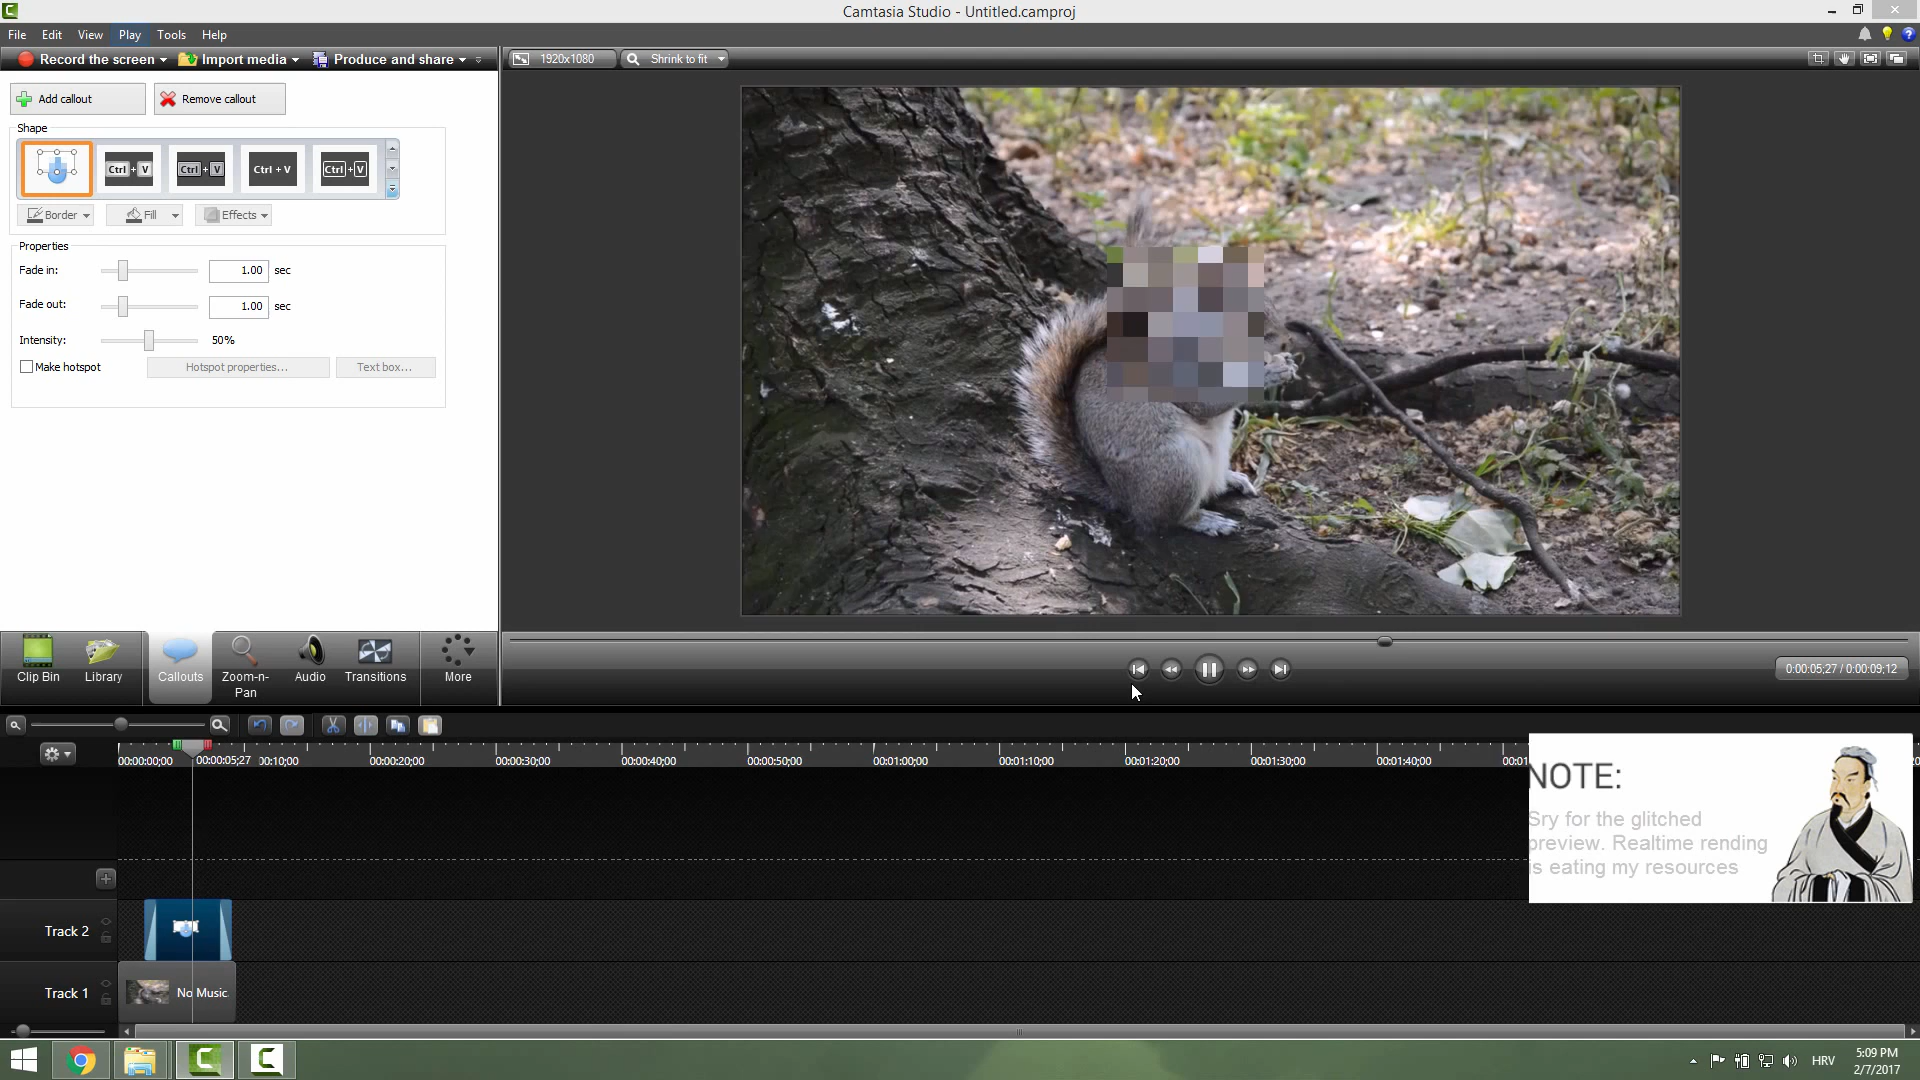 Camtasia Studio - Untitled.camproj
File Edit View Play Tools Help
Record the screen Import media Produce and share
1920x1080 Shrink to fit
Add callout Remove callout
Shape
Ctrl + V Ctrl + V Ctrl + V Ctrl + V
Border Fill Effects
Properties
Fade in: 1.00 sec
Fade out: 1.00 sec
Intensity: 50%
Make hotspot Hotspot properties... Text box...
Clip Bin Library Callouts Zoom-n-Pan Audio Transitions More
0:00:05;27 / 0:00:09;12
00:00:00;00 00:00:05;27 00:10;00 00:00:20;00 00:00:30;00 00:00:40;00 00:00:50;00 00:01:00;00 00:01:10;00 00:01:20;00 00:01:30;00 00:01:40;00 00:01
NOTE:
Sry for the glitched
preview. Realtime rending
is eating my resources
Track 2
Track 1 No Music
HRV 5:09 PM
2/7/2017